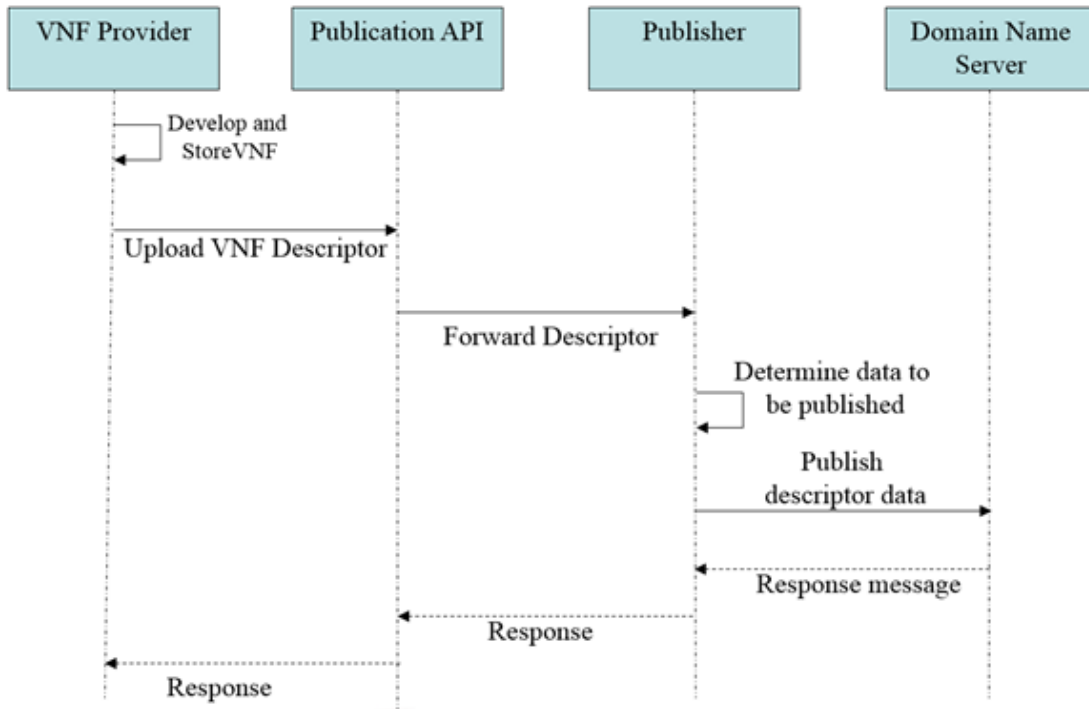 VNF Provider
Publication API
Publisher
Domain Name
Server
Develop and
StoreVNF
Upload VNF Descriptor
Forward Descriptor
Determine data to
be published
Publish
descriptor data
Response message
Response
Response